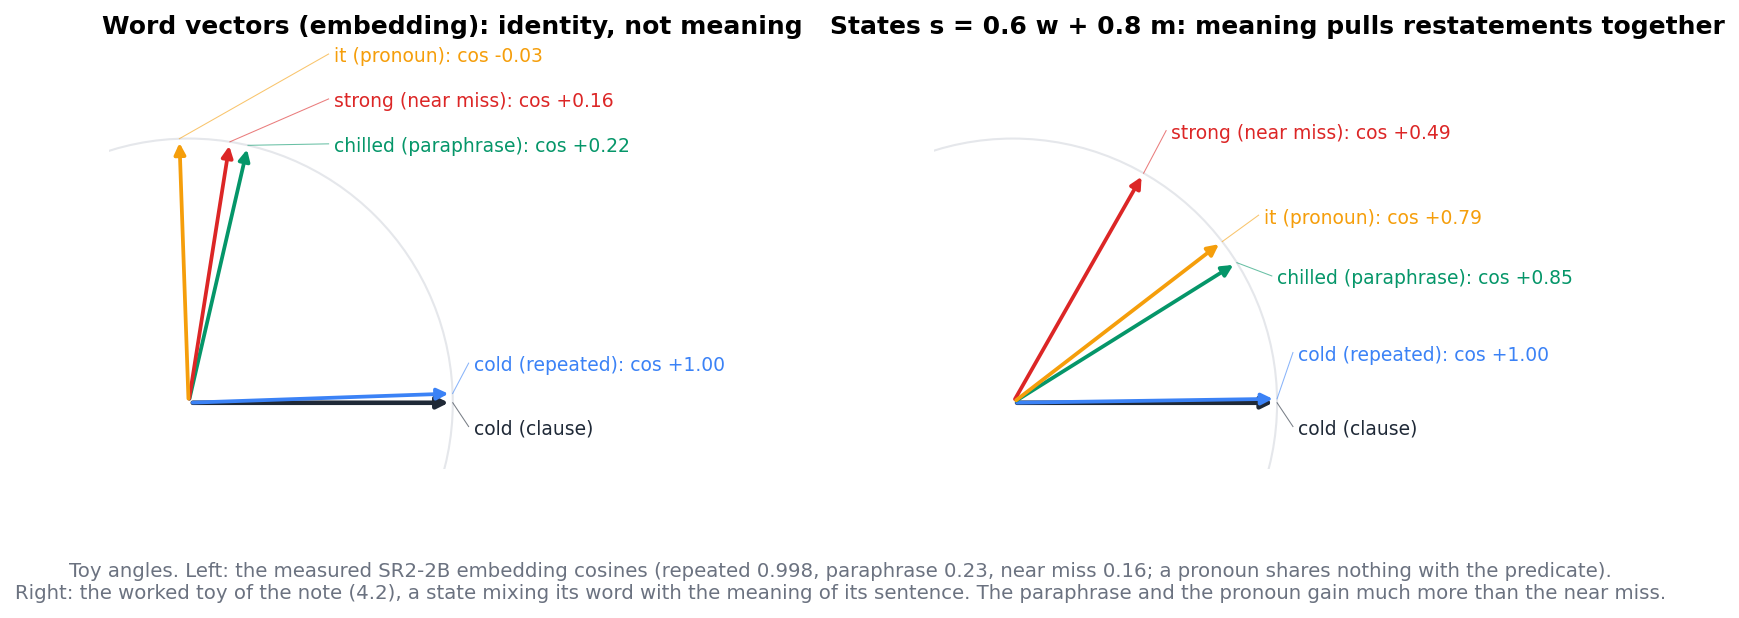 Word vectors (embedding): identity, not meaning
it (pronoun): cos -0.03
strong (near miss): cos +0.16
chilled (paraphrase): cos +0.22
cold (repeated): cos +1.00
cold (clause)
States s = 0.6 w + 0.8 m: meaning pulls restatements together
strong (near miss): cos +0.49
it (pronoun): cos +0.79
chilled (paraphrase): cos +0.85
cold (repeated): cos +1.00
cold (clause)
Toy angles. Left: the measured SR2-2B embedding cosines (repeated 0.998, paraphrase 0.23, near miss 0.16; a pronoun shares nothing with the predicate).
Right: the worked toy of the note (4.2), a state mixing its word with the meaning of its sentence. The paraphrase and the pronoun gain much more than the near miss.